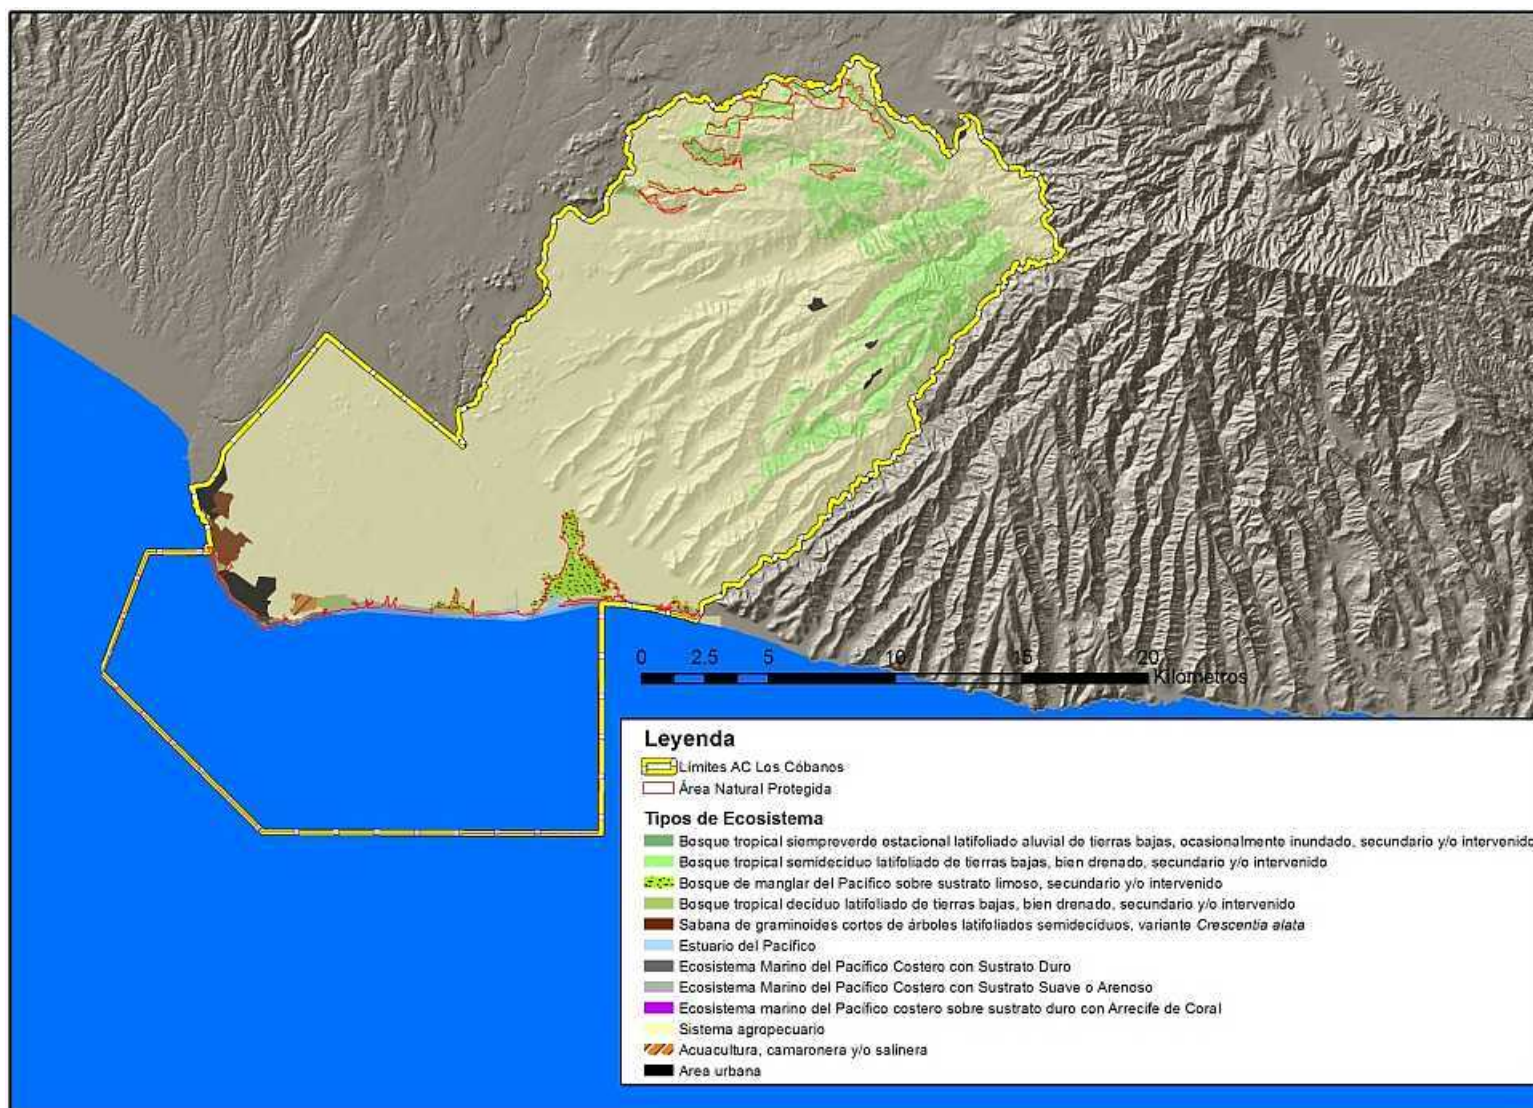 0 2.5 5 10 15 20
Kilometros
Leyenda
Límites AC Los Cóbanos
Área Natural Protegida
Tipos de Ecosistema
Bosque tropical siempreverde estacional latifoliado aluvial de tierras bajas, ocasionalmente inundado, secundario y/o intervenido
Bosque tropical semidecíduo latifoliado de tierras bajas, bien drenado, secundario y/o intervenido
Bosque de manglar del Pacífico sobre sustrato limoso, secundario y/o intervenido
Bosque tropical decíduo latifoliado de tierras bajas, bien drenado, secundario y/o intervenido
Sabana de graminoides cortos de árboles latifoliados semidecíduos, variante Crescentia alata
Estuario del Pacífico
Ecosistema Marino del Pacífico Costero con Sustrato Duro
Ecosistema Marino del Pacífico Costero con Sustrato Suave o Arenoso
Ecosistema marino del Pacífico costero sobre sustrato duro con Arrecife de Coral
Sistema agropecuario
Acuacultura, camaronera y/o salinera
Area urbana